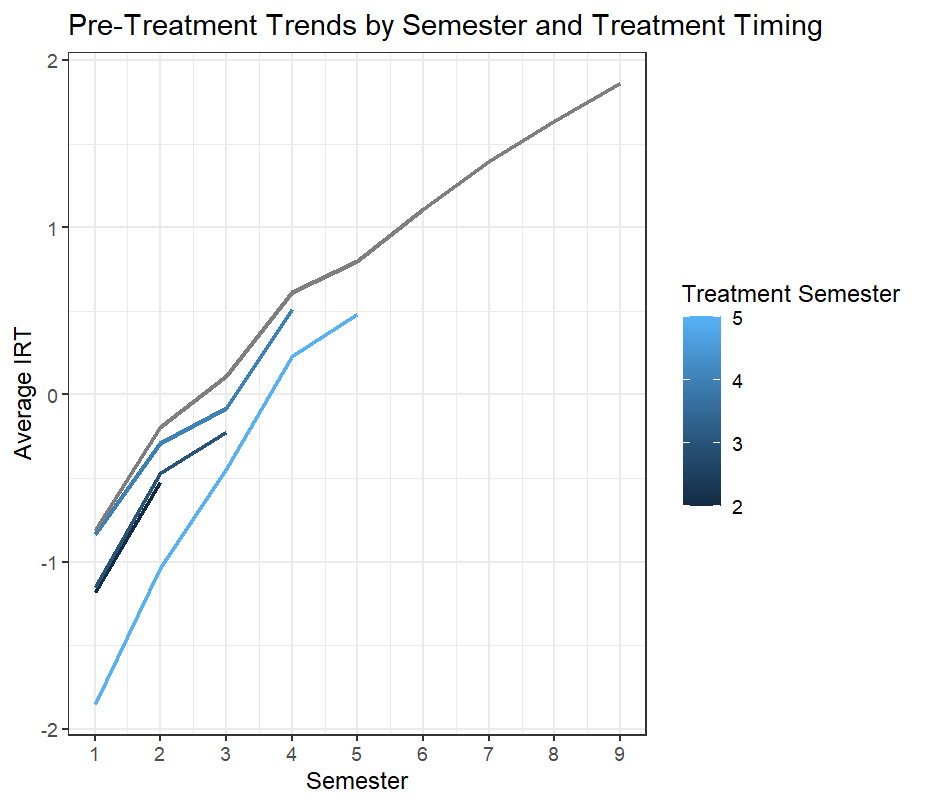 Pre-Treatment Trends by Semester and Treatment Timing
2
1
0
-1
-2
Average IRT
1 2 3 4 5 6 7 8 9
Semester
Treatment Semester
5
4
3
2